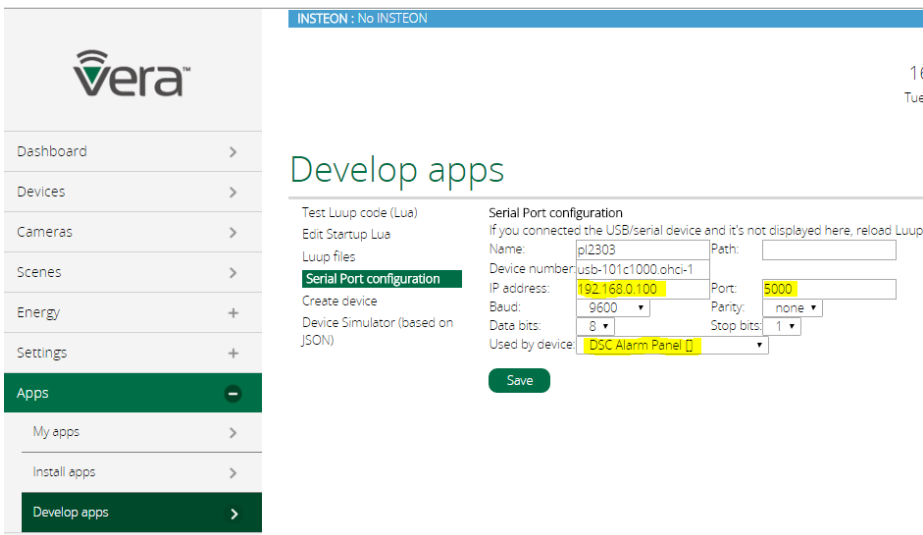 INSTEON : No INSTEON
vera™
16
Tue
Dashboard
Devices
Cameras
Scenes
Energy
Settings
Apps
My apps
Install apps
Develop apps
Develop apps
Test Luup code (Lua)
Edit Startup Lua
Luup files
Serial Port configuration
Create device
Device Simulator (based on
JSON)
Serial Port configuration
If you connected the USB/serial device and it's not displayed here, reload Luup
Name: pl2303 Path:
Device number: usb-101c1000.ohci-1
IP address: 192.168.0.100 Port: 5000
Baud: 9600 Parity: none
Data bits: 8 Stop bits: 1
Used by device: DSC Alarm Panel []
Save